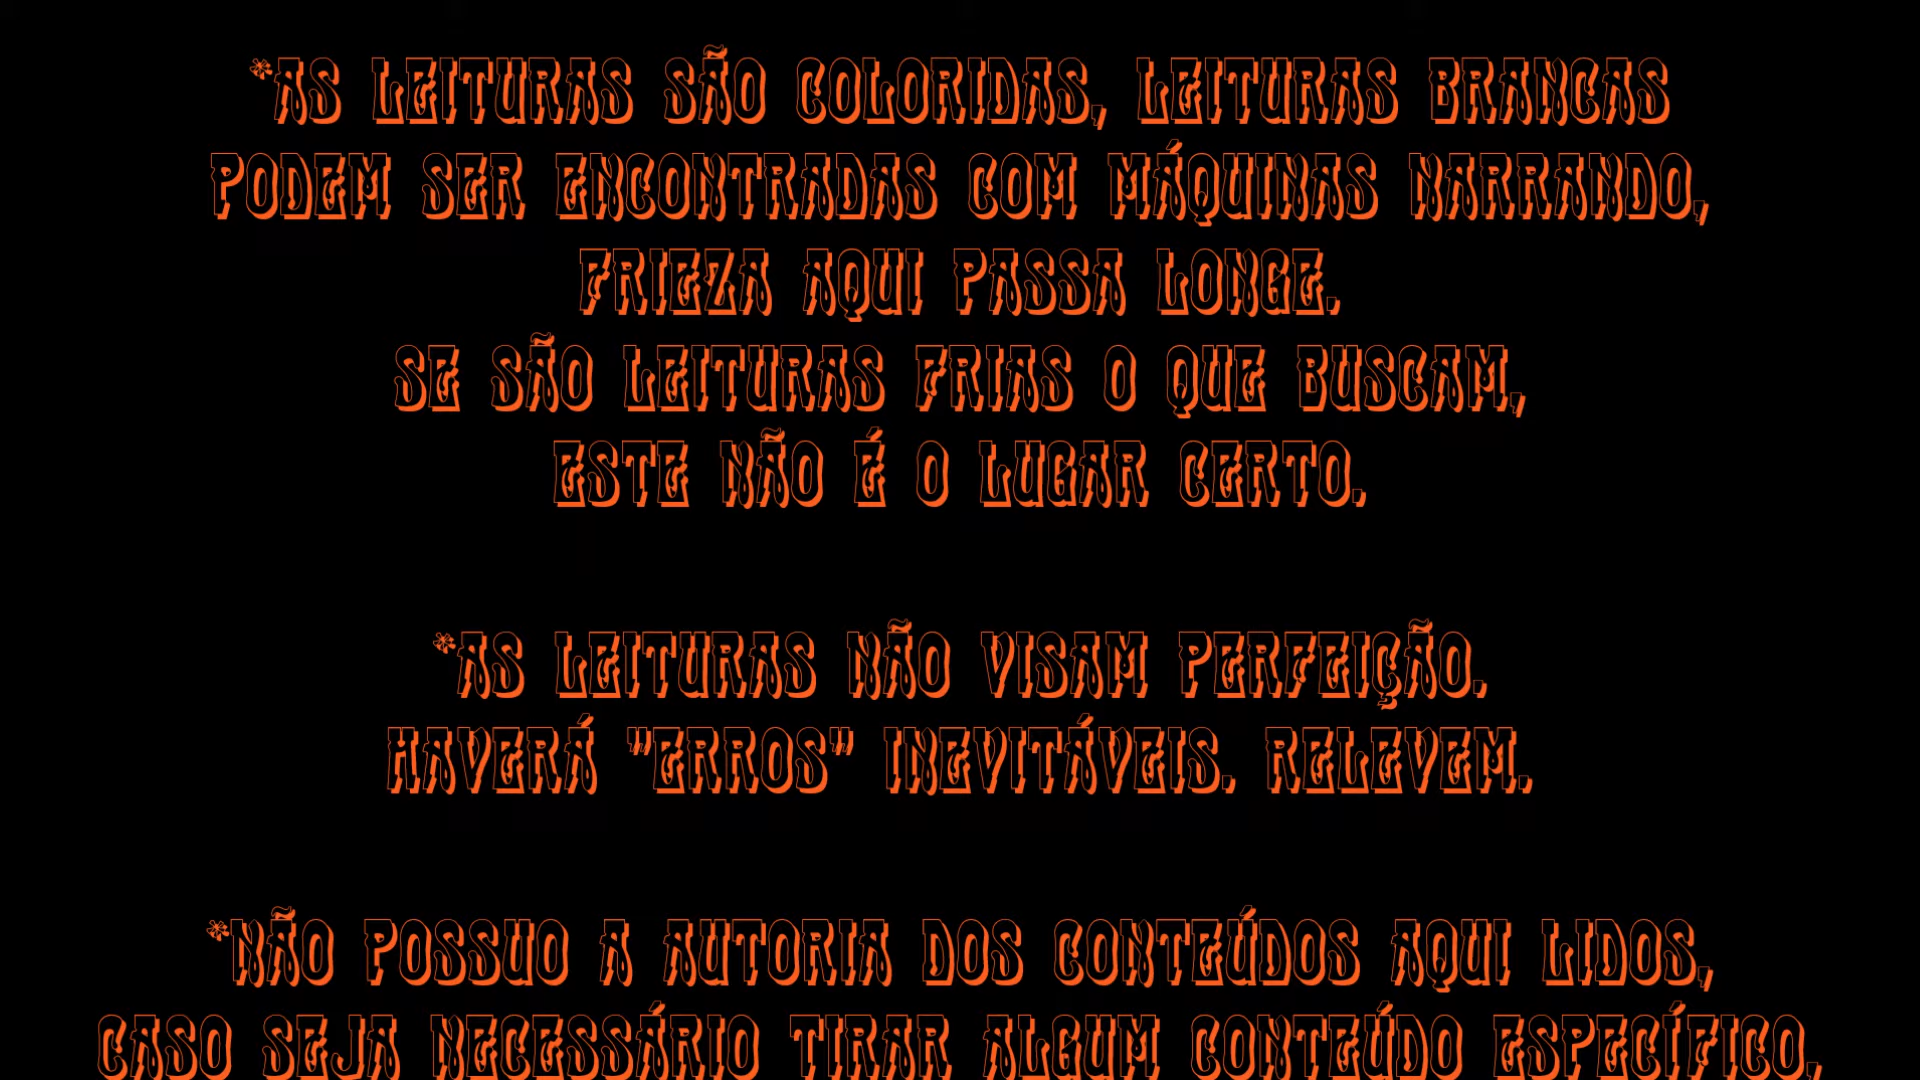 *AS LEITURAS SÃO COLORIDAS, LEITURAS BRANCAS
PODEM SER ENCONTRADAS COM MÁQUINAS NARRANDO,
FRIEZA AQUI PASSA LONGE.
SE SÃO LEITURAS FRIAS O QUE BUSCAM,
ESTE NÃO É O LUGAR CERTO.
*AS LEITURAS NÃO VISAM PERFEIÇÃO.
HAVERÁ "ERROS" INEVITÁVEIS. RELEVEM.
*NÃO POSSUO A AUTORIA DOS CONTEÚDOS AQUI LIDOS,
CASO SEJA NECESSÁRIO TIRAR ALGUM CONTEÚDO ESPECÍFICO,